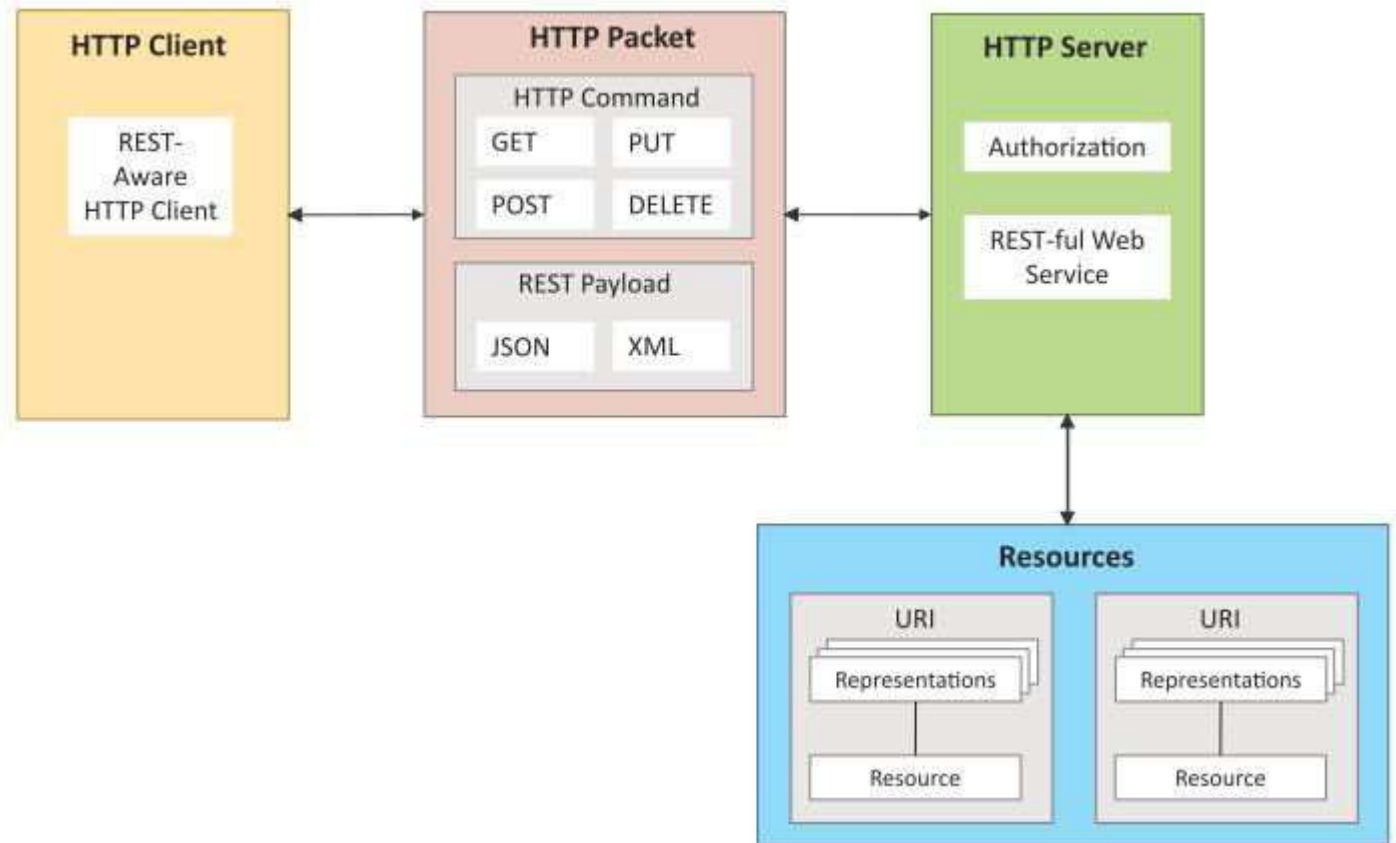 HTTP Client
REST-
Aware
HTTP Client
HTTP Packet
HTTP Command
GET
PUT
POST
DELETE
REST Payload
JSON
XML
HTTP Server
Authorization
REST-ful Web
Service
Resources
URI
Representations
Resource
URI
Representations
Resource